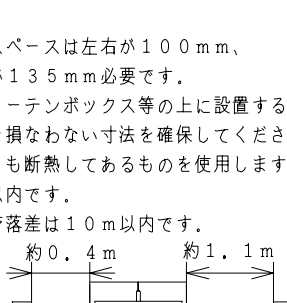 ペースは左右が１００ｍｍ、
１３５ｍｍ必要です。
ーテンボックス等の上に設置する
損なわない寸法を確保してくださ
も断熱してあるものを使用します
内です。
落差は１０ｍ以内です。
約０．４ｍ 約１．１ｍ